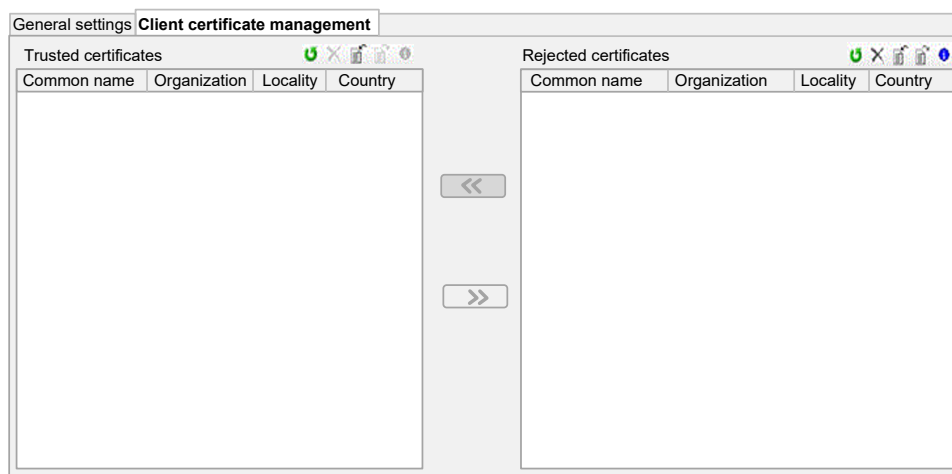 General settings Client certificate management
Trusted certificates
Rejected certificates
Common name Organization Locality Country
Common name Organization Locality Country